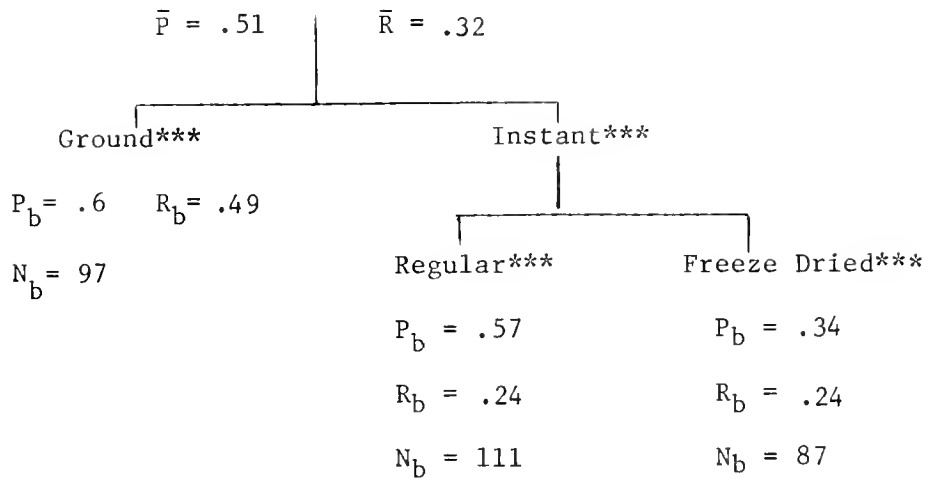 P̄ = .51 R̄ = .32
Ground*** Instant***
P_b = .6 R_b = .49
N_b = 97
Regular*** Freeze Dried***
P_b = .57 P_b = .34
R_b = .24 R_b = .24
N_b = 111 N_b = 87